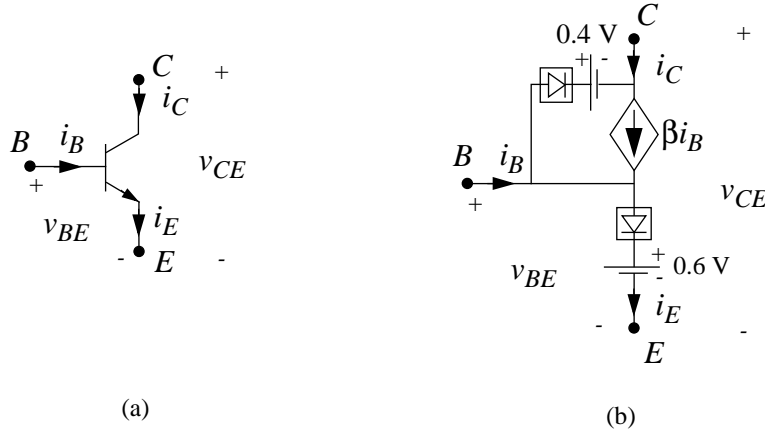 C
+
i_C
B
i_B
+
v_CE
v_BE
i_E
-
E
-
(a)
C
0.4 V
+
+ -
i_C
βi_B
B
i_B
+
v_CE
+
0.6 V
-
v_BE
i_E
-
-
E
(b)